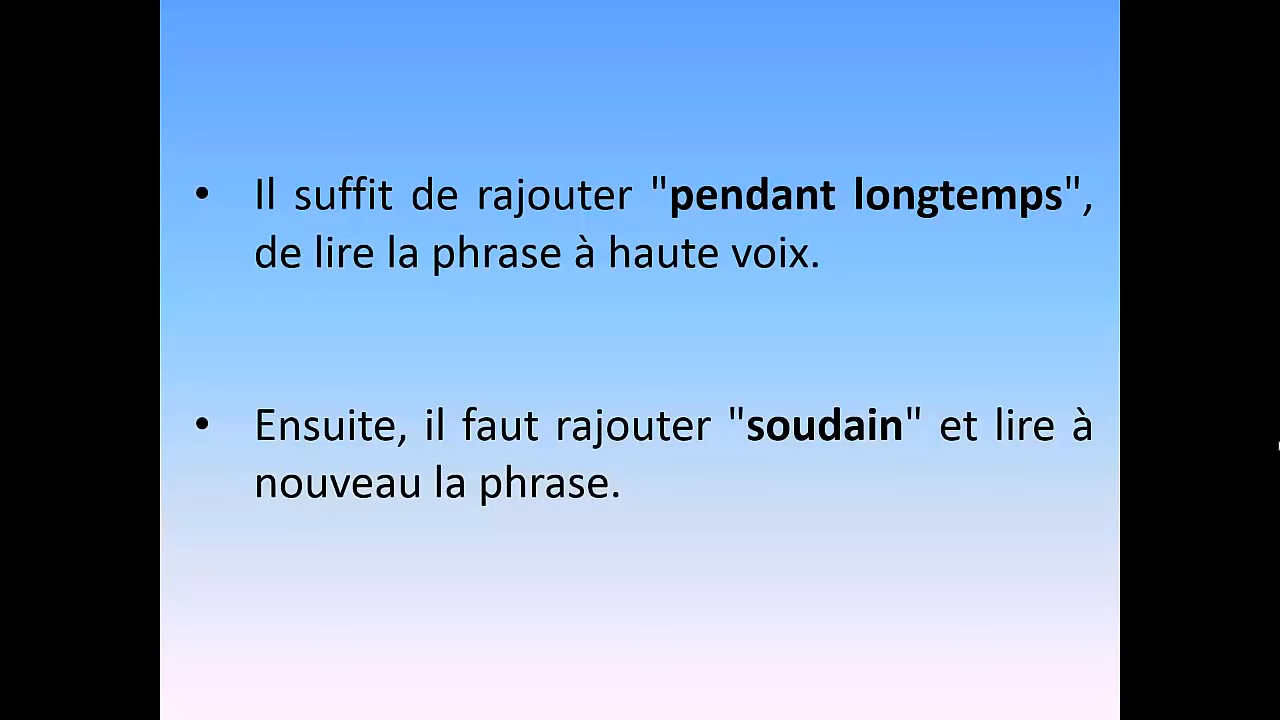 • Il suffit de rajouter "pendant longtemps",
de lire la phrase à haute voix.
• Ensuite, il faut rajouter "soudain" et lire à
nouveau la phrase.